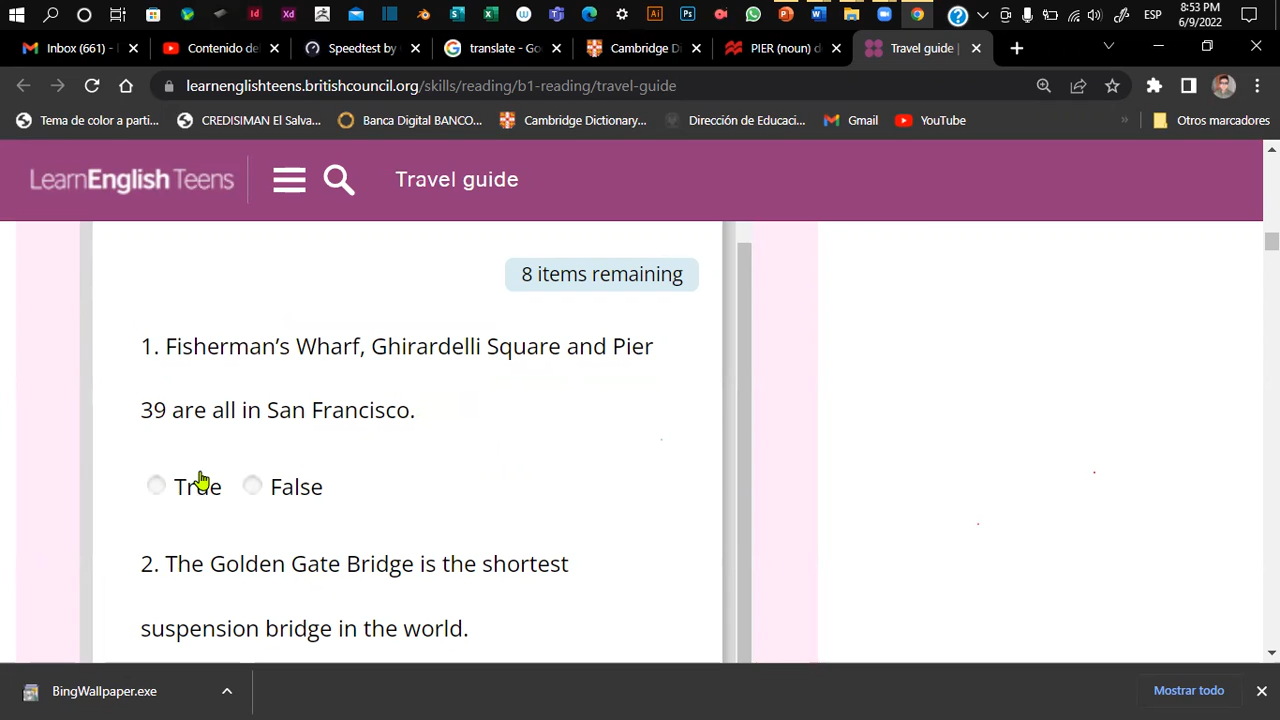 8:53 PM
ESP
6/9/2022
Inbox (661) -
Contenido de
Speedtest by
translate - Go
Cambridge D
PIER (noun) d
Travel guide |
learnenglishteens.britishcouncil.org/skills/reading/b1-reading/travel-guide
Tema de color a parti...
CREDISIMAN El Salva...
Banca Digital BANCO...
Cambridge Dictionary...
Dirección de Educaci...
Gmail
YouTube
Otros marcadores
LearnEnglish Teens
Travel guide
8 items remaining
1. Fisherman’s Wharf, Ghirardelli Square and Pier
39 are all in San Francisco.
True
False
2. The Golden Gate Bridge is the shortest
suspension bridge in the world.
BingWallpaper.exe
Mostrar todo